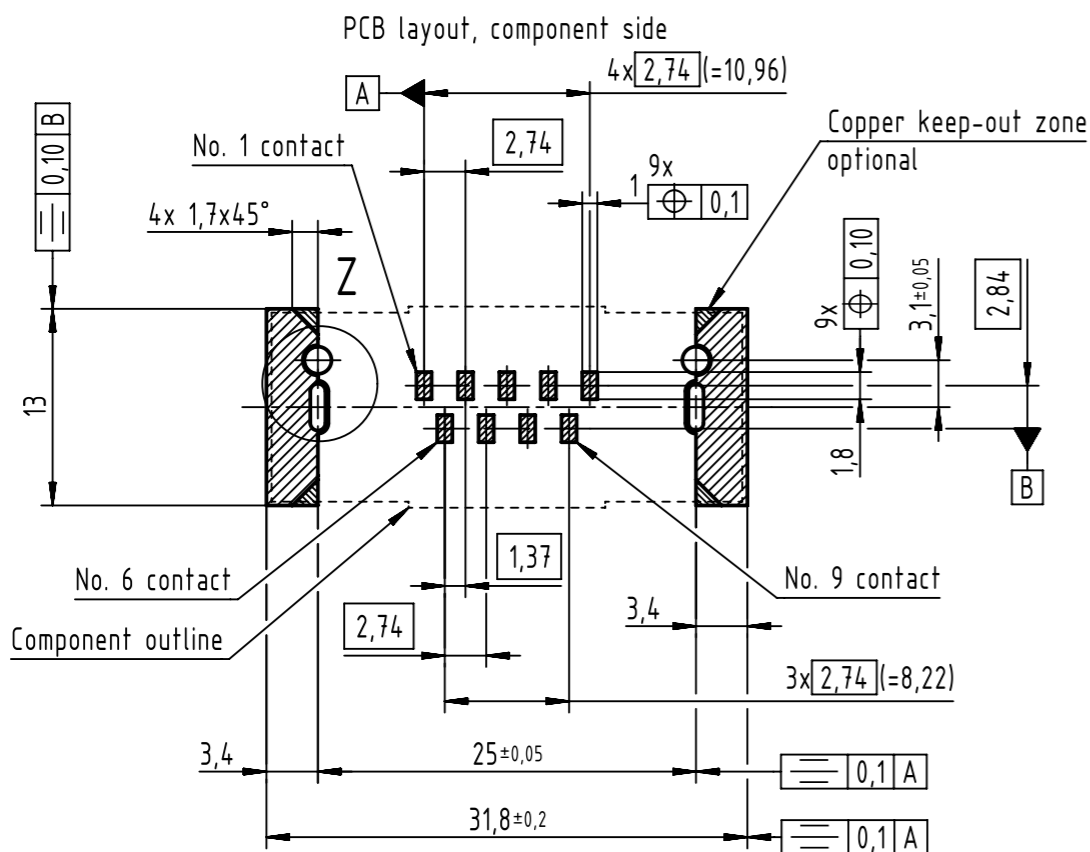 PCB layout, component side
4x 2,74 (=10,96)
A
Copper keep-out zone
optional
No. 1 contact
2,74
9x
1
0,1
0,10 B
4x 1,7x45°
Z
9x
0,10
3,1±0,05
2,84
13
1,8
B
No. 6 contact
1,37
No. 9 contact
2,74
3,4
Component outline
3x 2,74 (=8,22)
3,4
25±0,05
0,1 A
31,8±0,2
0,1 A